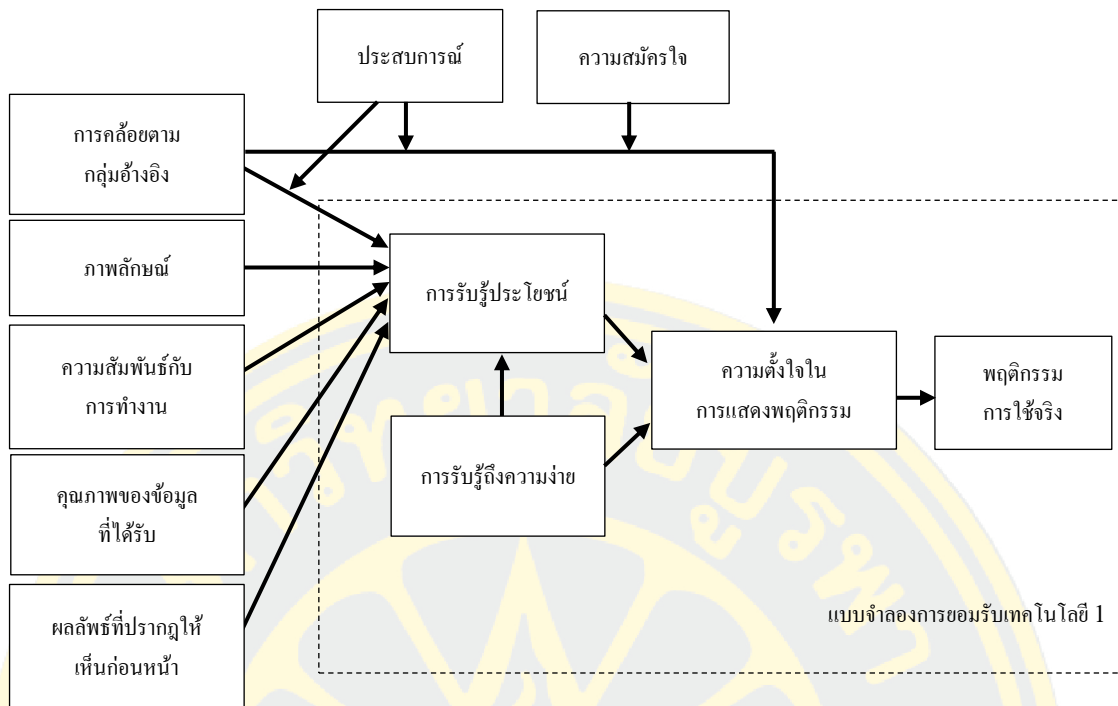 ประสบการณ์
ความสมัครใจ
การคล้อยตาม
กลุ่มอ้างอิง
ภาพลักษณ์
การรับรู้ประโยชน์
ความสัมพันธ์กับ
การทำงาน
ความตั้งใจใน
การแสดงพฤติกรรม
พฤติกรรม
การใช้จริง
การรับรู้ถึงความง่าย
คุณภาพของข้อมูล
ที่ได้รับ
ผลลัพธ์ที่ปรากฎให้
เห็นก่อนหน้า
แบบจำลองการยอมรับเทคโนโลยี 1